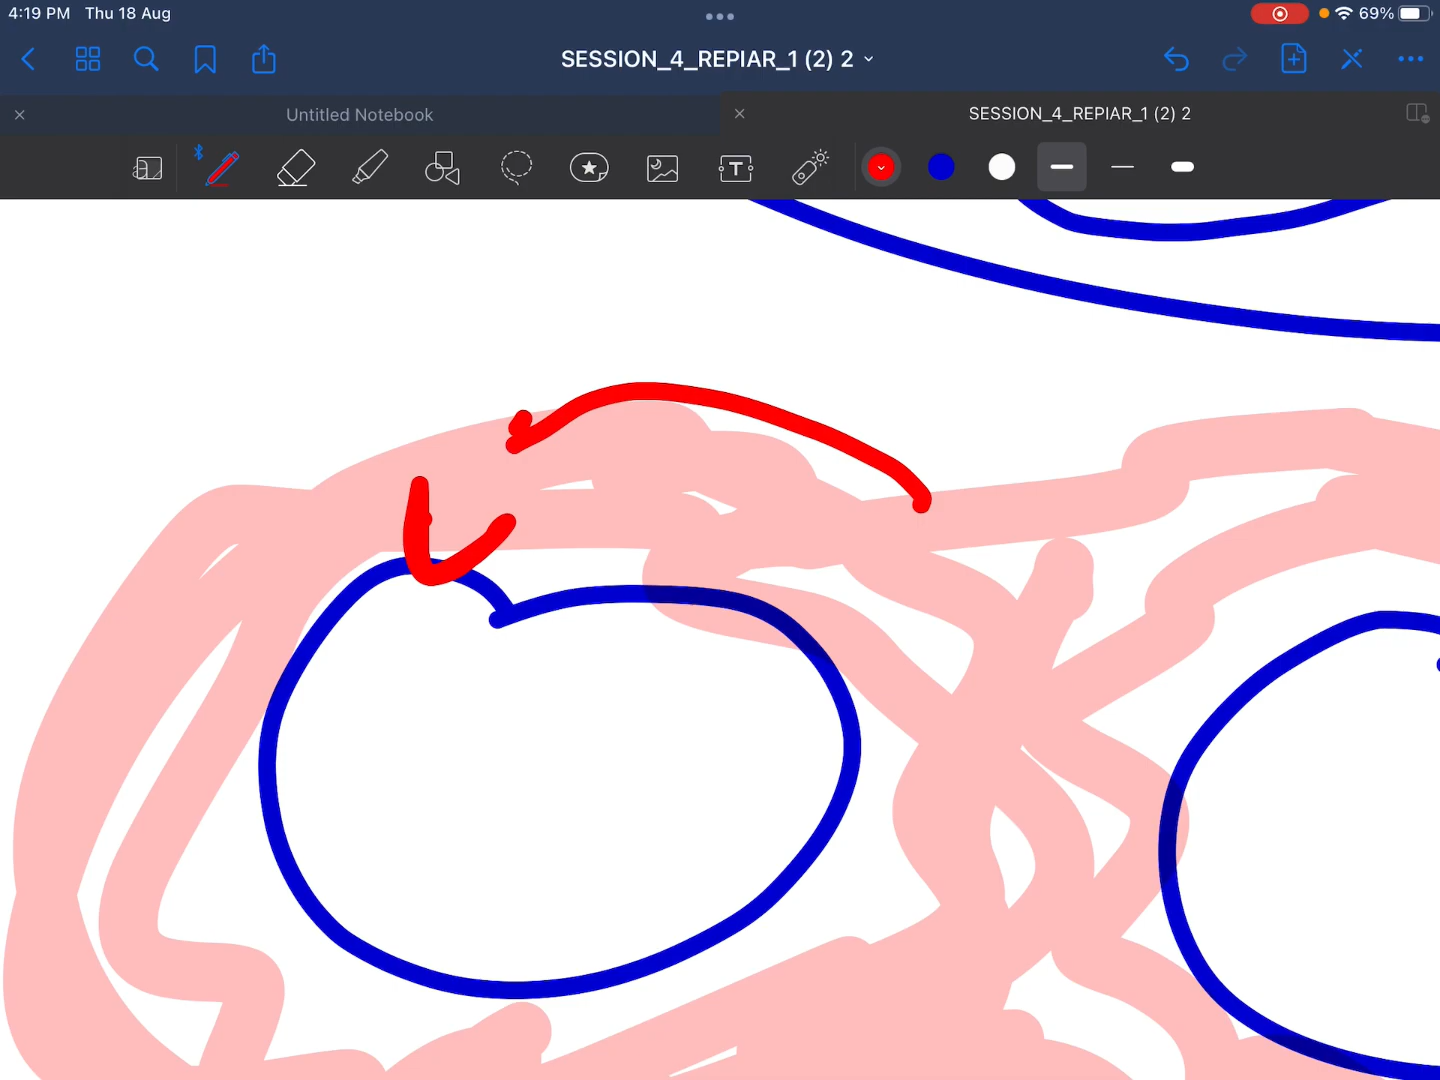 4:19 PM Thu 18 Aug
69%
SESSION_4_REPIAR_1 (2) 2
Untitled Notebook
SESSION_4_REPIAR_1 (2) 2